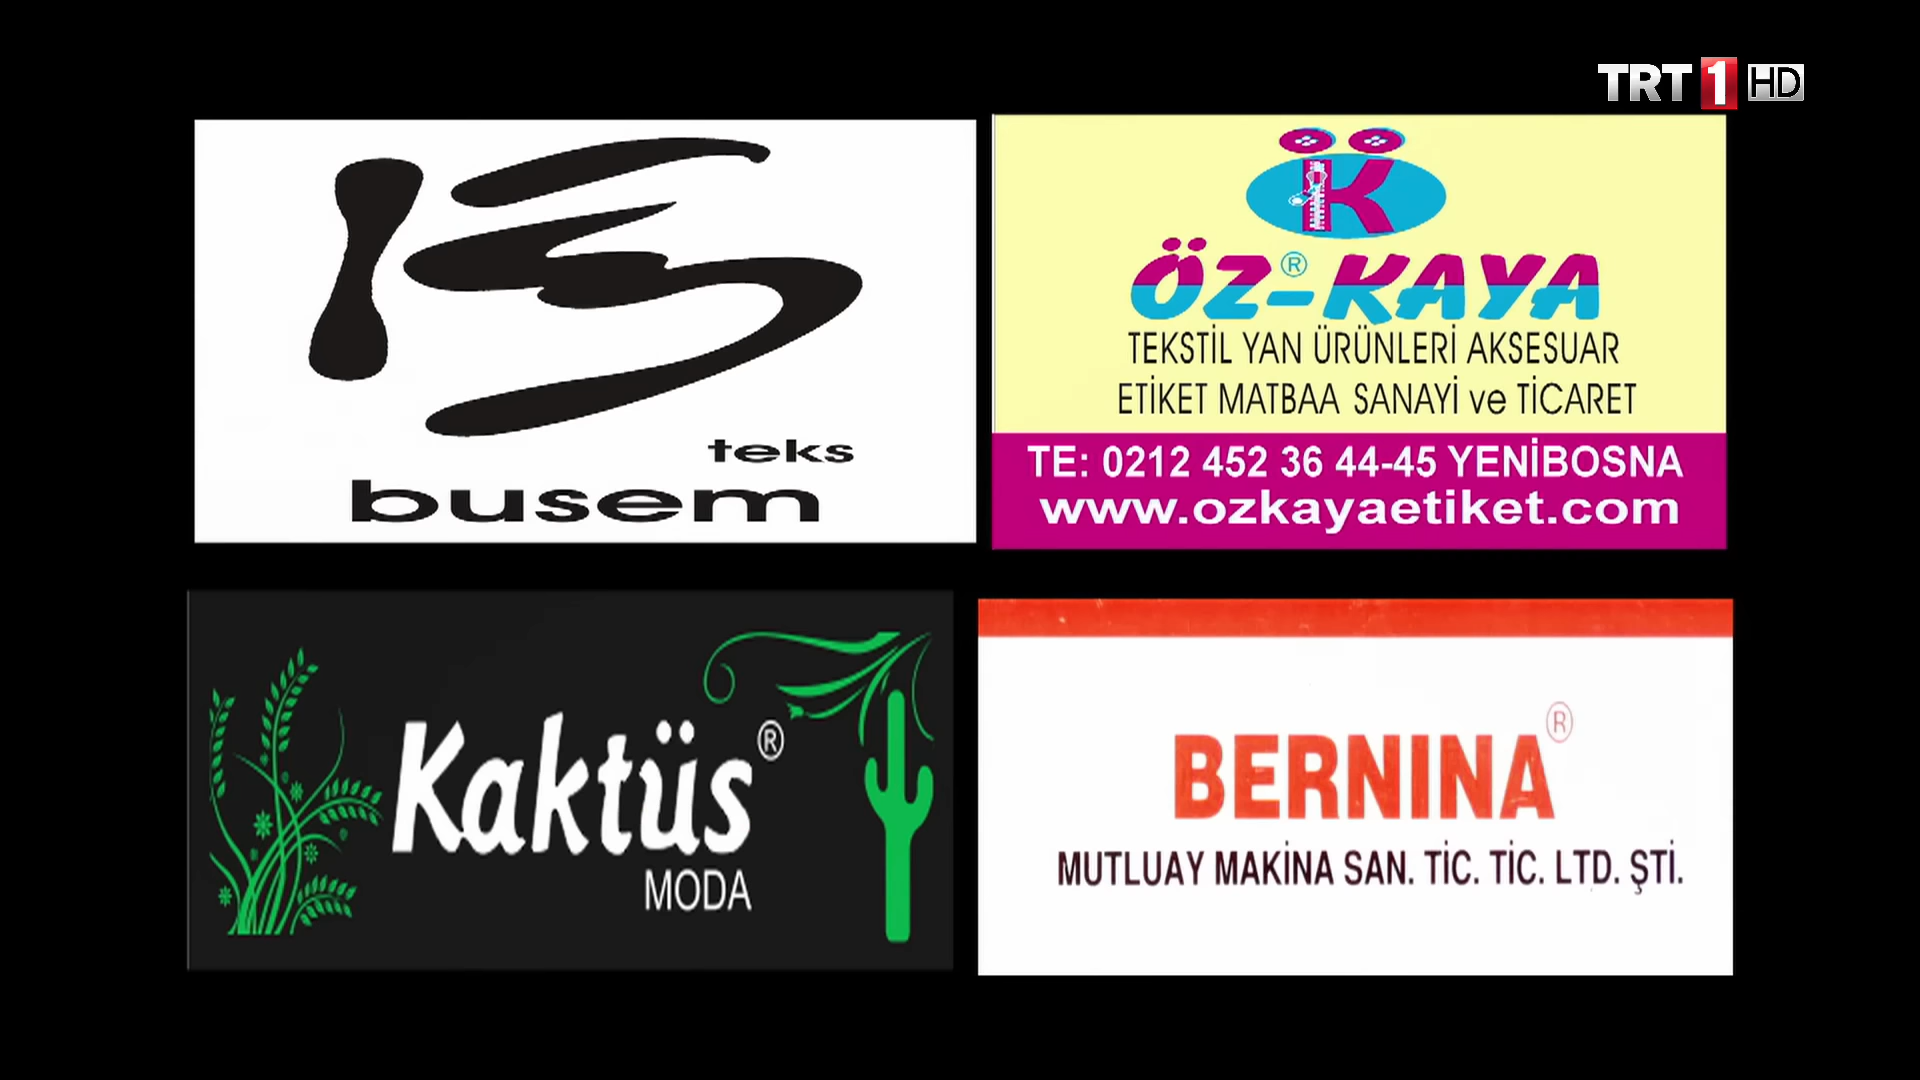 TRT 1 HD
teks
busem
K
ÖZ®-KAYA
TEKSTİL YAN ÜRÜNLERİ AKSESUAR
ETİKET MATBAA SANAYİ ve TİCARET
TE: 0212 452 36 44-45 YENİBOSNA
www.ozkayaetiket.com
Kaktüs®
MODA
BERNINA®
MUTLUAY MAKİNA SAN. TİC. TİC. LTD. ŞTİ.